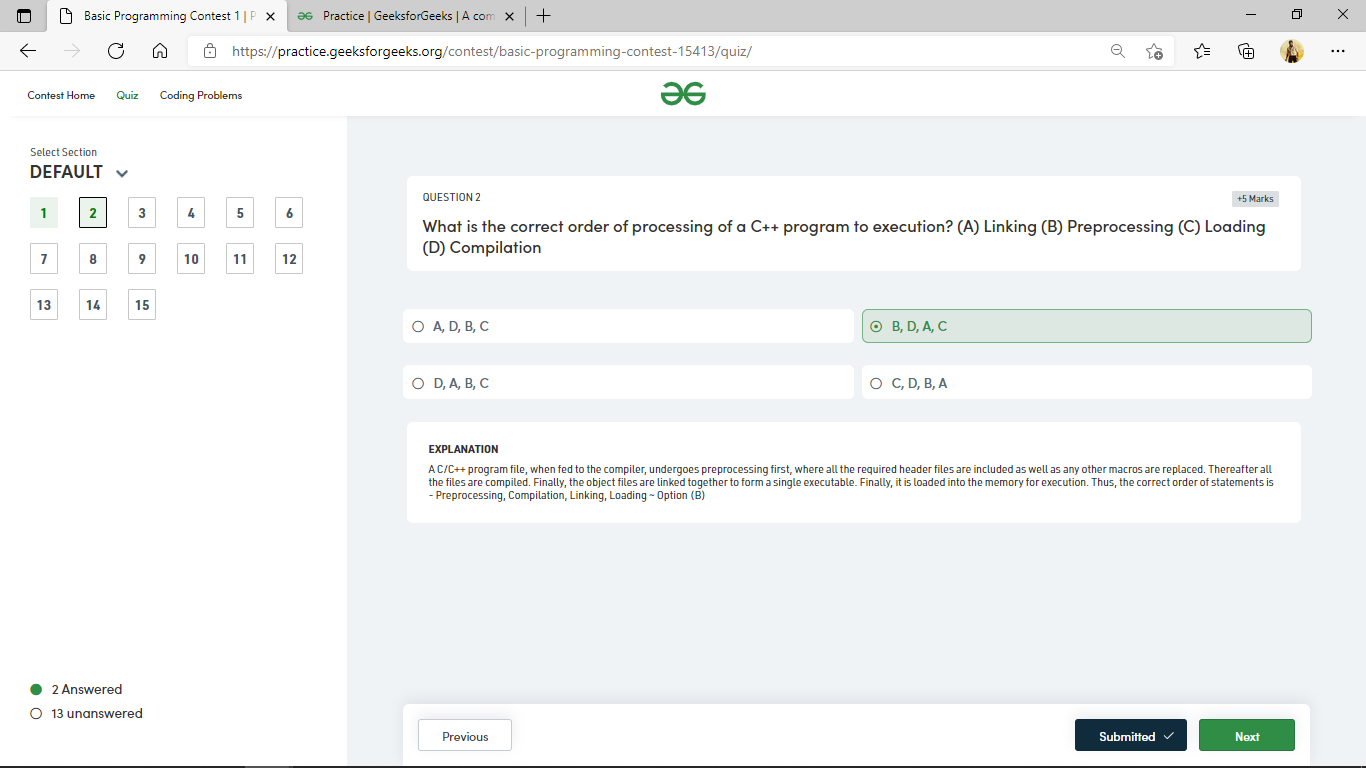 Basic Programming Contest 1 | P
Practice | GeeksforGeeks | A com
https://practice.geeksforgeeks.org/contest/basic-programming-contest-15413/quiz/
Contest Home Quiz Coding Problems
Select Section
DEFAULT
1 2 3 4 5 6
7 8 9 10 11 12
13 14 15
2 Answered
13 unanswered
QUESTION 2
+5 Marks
What is the correct order of processing of a C++ program to execution? (A) Linking (B) Preprocessing (C) Loading
(D) Compilation
A, D, B, C
B, D, A, C
D, A, B, C
C, D, B, A
EXPLANATION
A C/C++ program file, when fed to the compiler, undergoes preprocessing first, where all the required header files are included as well as any other macros are replaced. Thereafter all
the files are compiled. Finally, the object files are linked together to form a single executable. Finally, it is loaded into the memory for execution. Thus, the correct order of statements is
- Preprocessing, Compilation, Linking, Loading ~ Option (B)
Previous
Submitted
Next